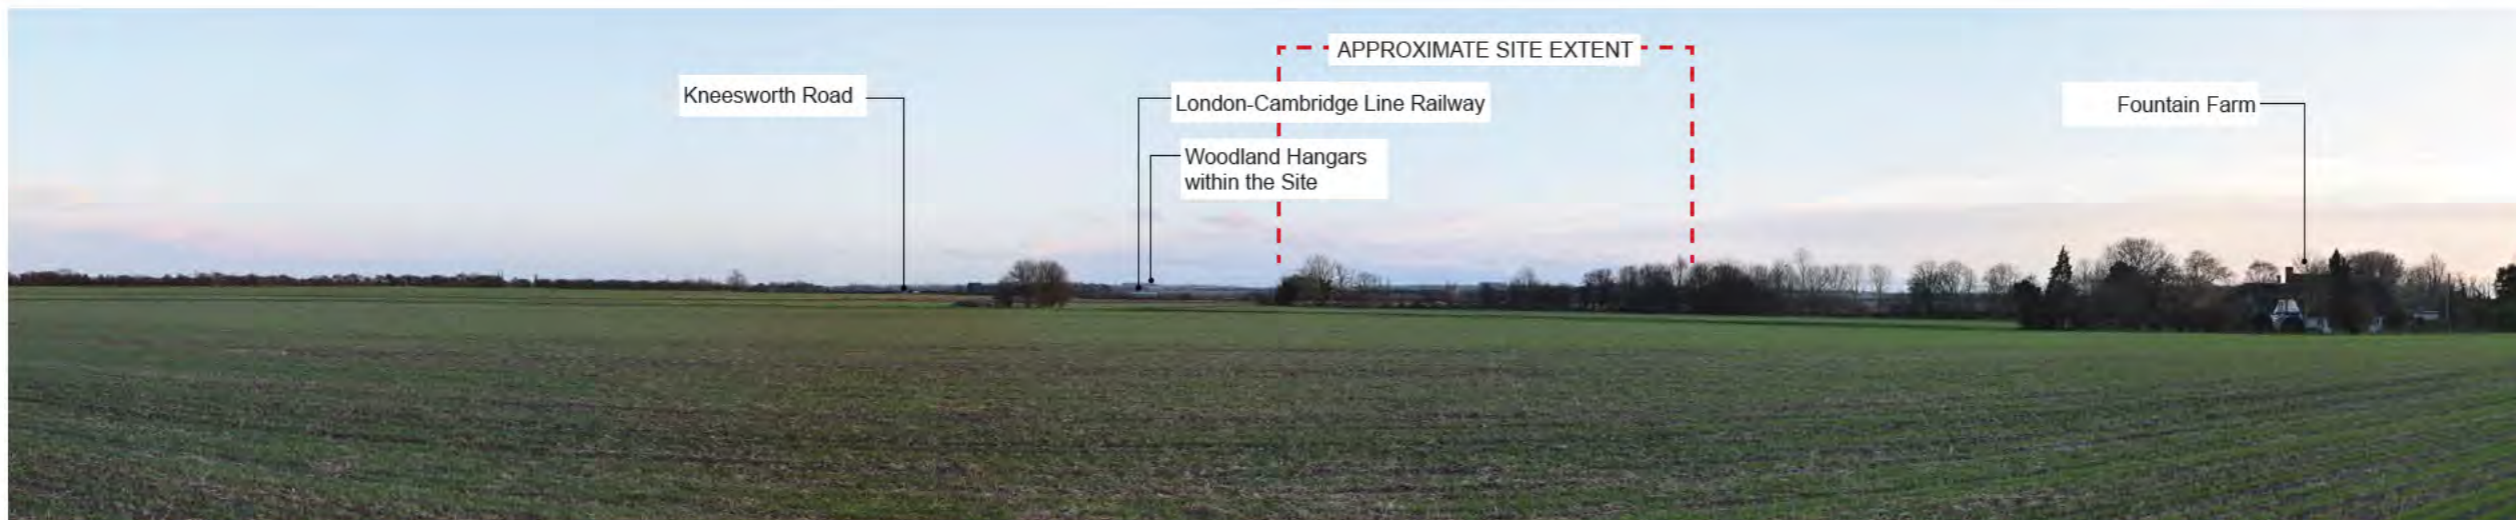 APPROXIMATE SITE EXTENT
Kneesworth Road
London-Cambridge Line Railway
Fountain Farm
Woodland Hangars
within the Site